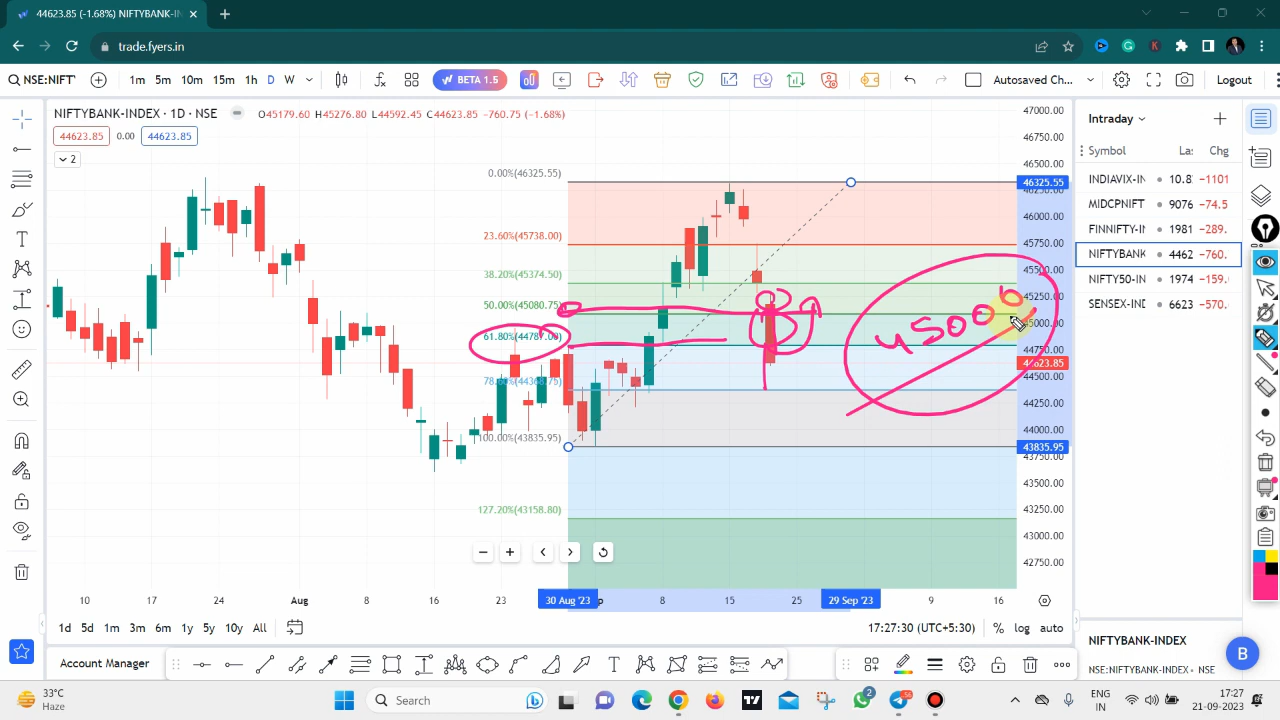 44623.85 (-1.68%) NIFTYBANK-IN
trade.fyers.in
K
NSE:NIFT
1m 5m 10m 15m 1h D W
BETA 1.5
Autosaved Ch...
Logout
NIFTYBANK-INDEX · 1D · NSE
O45179.60 H45276.80 L44592.45 C44623.85 -760.75 (-1.68%)
44623.85 0.00 44623.85
2
47000.00
46750.00
46500.00
46325.55
46000.00
45750.00
45500.00
45250.00
45000.00
44750.00
44623.85
44500.00
44250.00
44000.00
43835.95
43750.00
43500.00
43250.00
43000.00
42750.00
0.00%(46325.55)
23.60%(45738.00)
38.20%(45374.50)
50.00%(45080.75)
61.80%(44787.00)
100.00%(43835.95)
127.20%(43158.80)
45000
10 17 24 Aug 8 16 23 30 Aug '23 8 15 25 29 Sep '23 9 16
1d 5d 1m 3m 6m 1y 5y 10y All
17:27:30 (UTC+5:30) % log auto
Account Manager
T
Intraday
Symbol La: Chg
INDIAVIX-IN 10.8 -1101
MIDCPNIFT 9076 -74.5
FINNIFTY-IN 1981 -289.
NIFTYBANK 4462 -760.
NIFTY50-IN 1974 -159.
SENSEX-IND 6623 -570.
NIFTYBANK-INDEX
NSE:NIFTYBANK-INDEX · NSE
B
33°C
Haze
Search
2
56
ENG
IN
17:27
21-09-2023